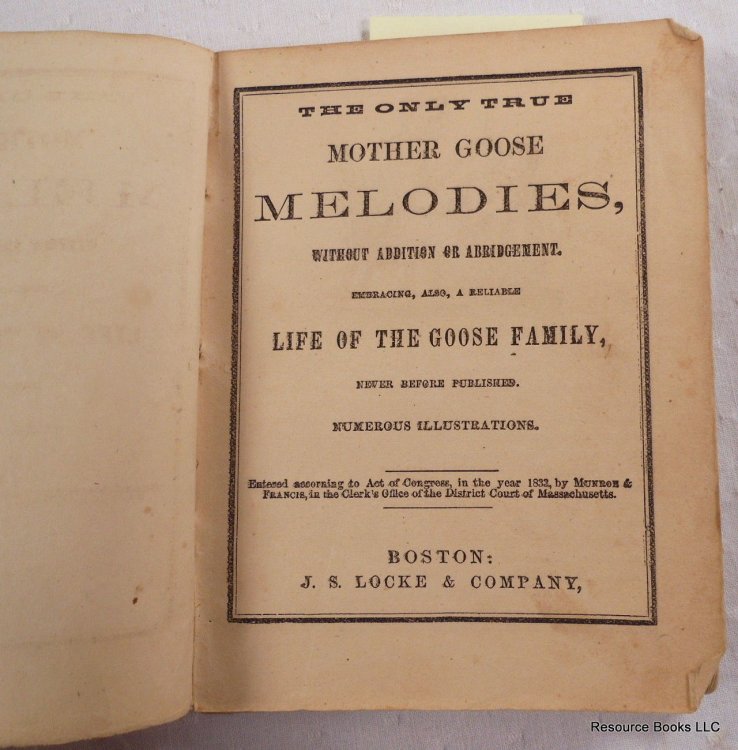 THE ONLY TRUE
MOTHER GOOSE
MELODIES,
WITHOUT ADDITION OR ABRIDGEMENT.
EMBRACING, ALSO, A RELIABLE
LIFE OF THE GOOSE FAMILY,
NEVER BEFORE PUBLISHED.
NUMEROUS ILLUSTRATIONS.
Entered assorning to Act of Congress, in the year 1833, by MUNROE &
FRANCIS, in the Clerk's Office of the District Court of Massachusetts.
BOSTON:
J. S. LOCKE & COMPANY,
Resource Books LLC